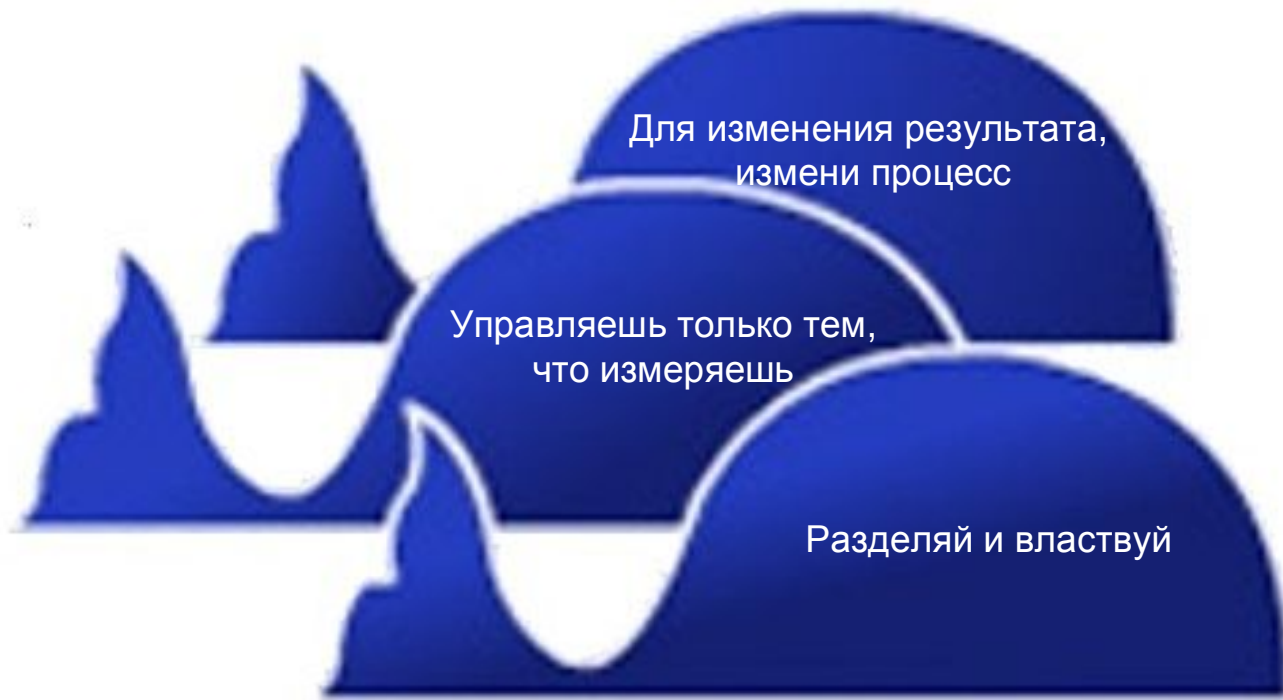 Для изменения результата,
измени процесс
Управляешь только тем,
что измеряешь
Разделяй и властвуй